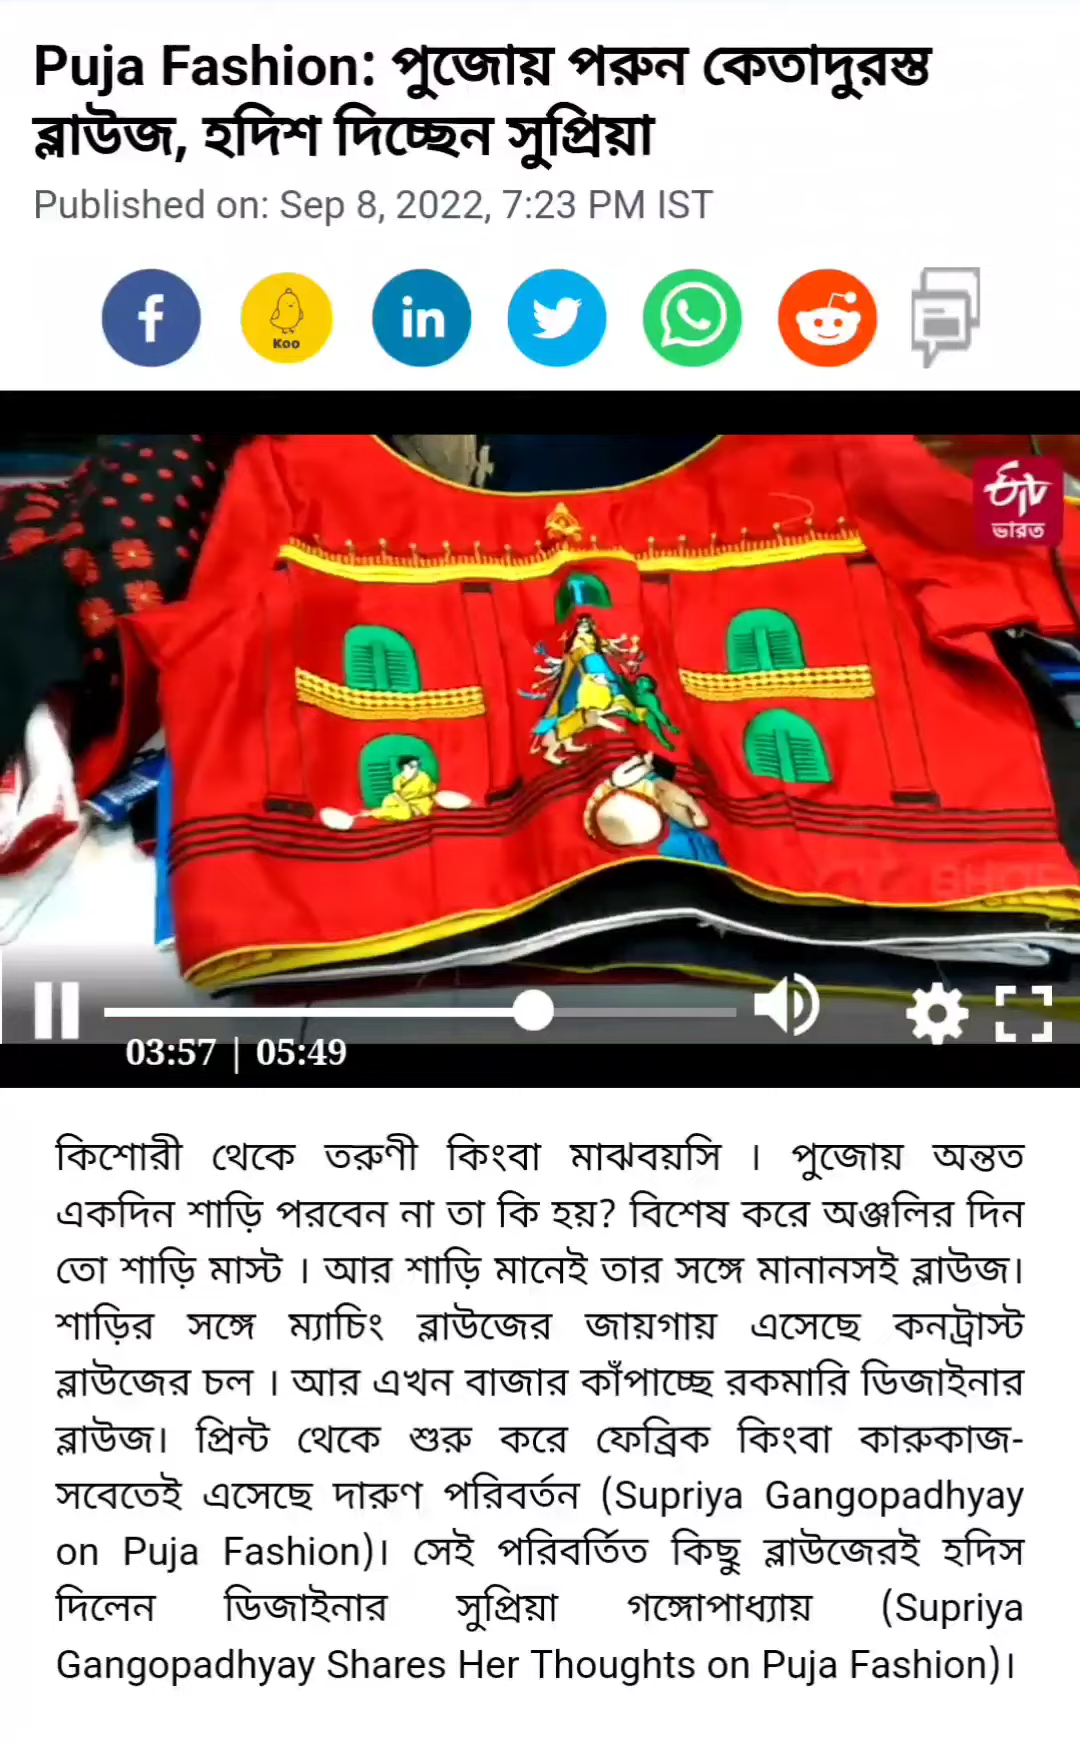 Puja Fashion: পুজোয় পরুন কেতাদুরস্ত
ব্লাউজ, হদিশ দিচ্ছেন সুপ্রিয়া
Published on: Sep 8, 2022, 7:23 PM IST
Koo
in
etv
ভারত
03:57 | 05:49
কিশোরী থেকে তরুণী কিংবা মাঝবয়সি । পুজোয় অন্তত
একদিন শাড়ি পরবেন না তা কি হয়? বিশেষ করে অঞ্জলির দিন
তো শাড়ি মাস্ট । আর শাড়ি মানেই তার সঙ্গে মানানসই ব্লাউজ।
শাড়ির সঙ্গে ম্যাচিং ব্লাউজের জায়গায় এসেছে কনট্রাস্ট
ব্লাউজের চল । আর এখন বাজার কাঁপাচ্ছে রকমারি ডিজাইনার
ব্লাউজ। প্রিন্ট থেকে শুরু করে ফেব্রিক কিংবা কারুকাজ-
সবেতেই এসেছে দারুণ পরিবর্তন (Supriya Gangopadhyay
on Puja Fashion)। সেই পরিবর্তিত কিছু ব্লাউজেরই হদিস
দিলেন ডিজাইনার সুপ্রিয়া গঙ্গোপাধ্যায় (Supriya
Gangopadhyay Shares Her Thoughts on Puja Fashion)।